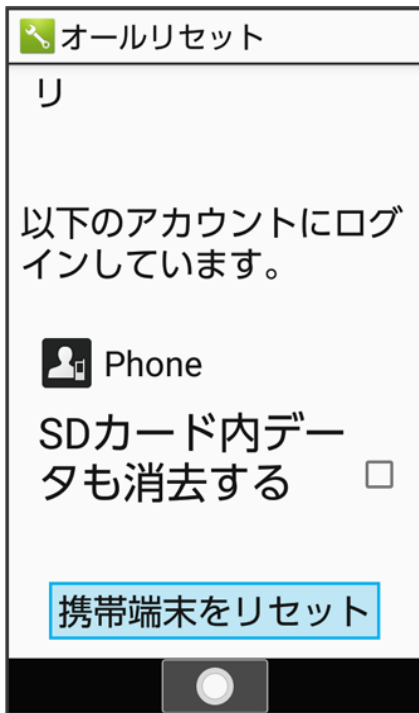 オールリセット
リ
以下のアカウントにログ
インしています。
Phone
SDカード内デー
タも消去する
携帯端末をリセット